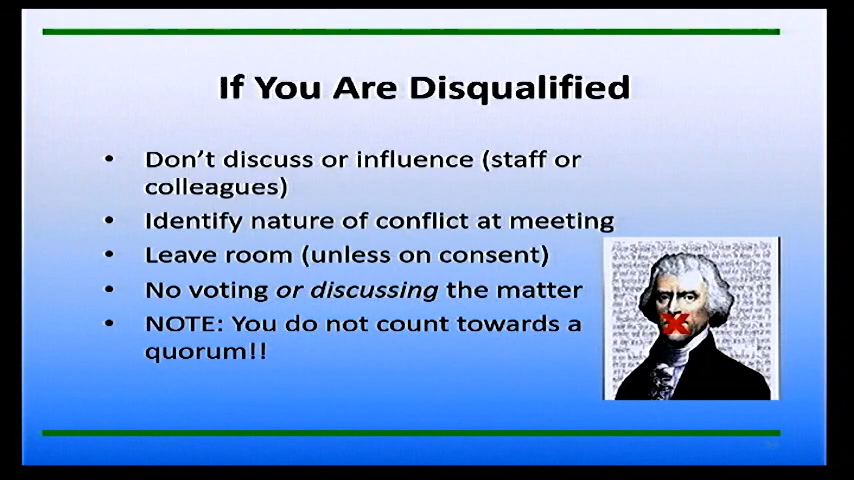 If You Are Disqualified
• Don't discuss or influence (staff or
colleagues)
• Identify nature of conflict at meeting
• Leave room (unless on consent)
• No voting or discussing the matter
• NOTE: You do not count towards a
quorum!!